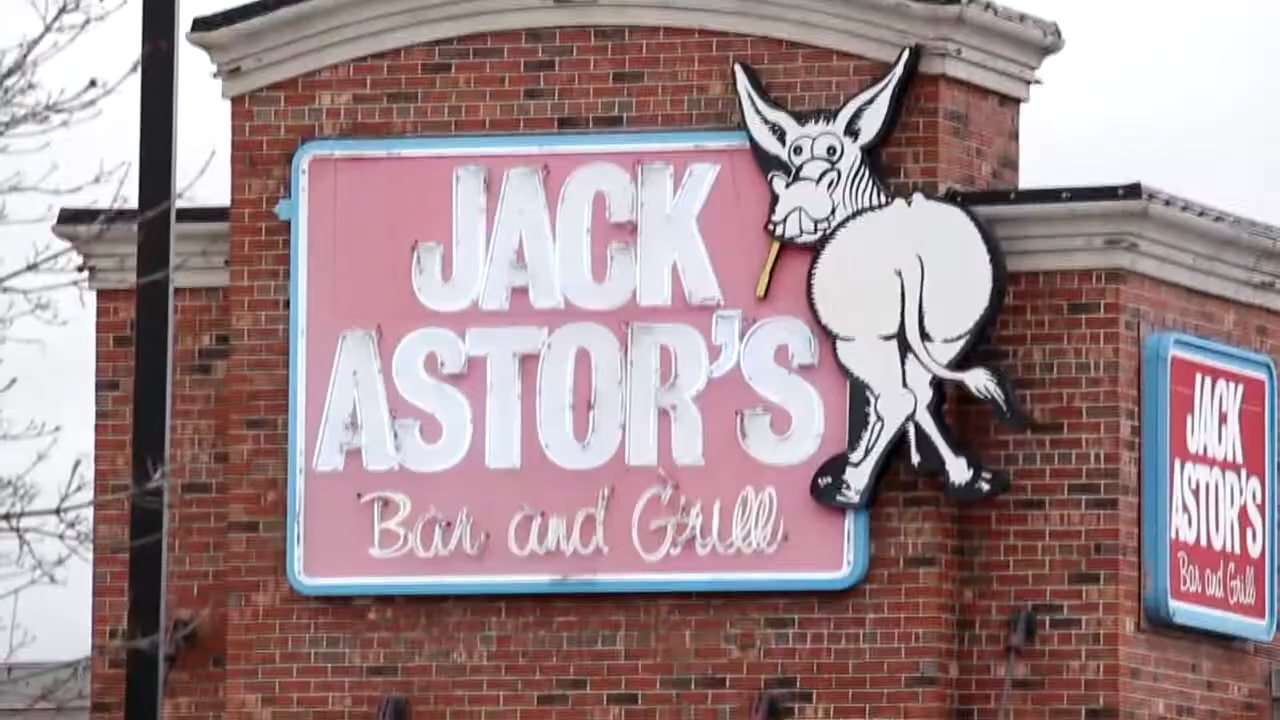 JACK
ASTOR'S
Bar and Grill
JACK
ASTOR'S
Bar and Grill